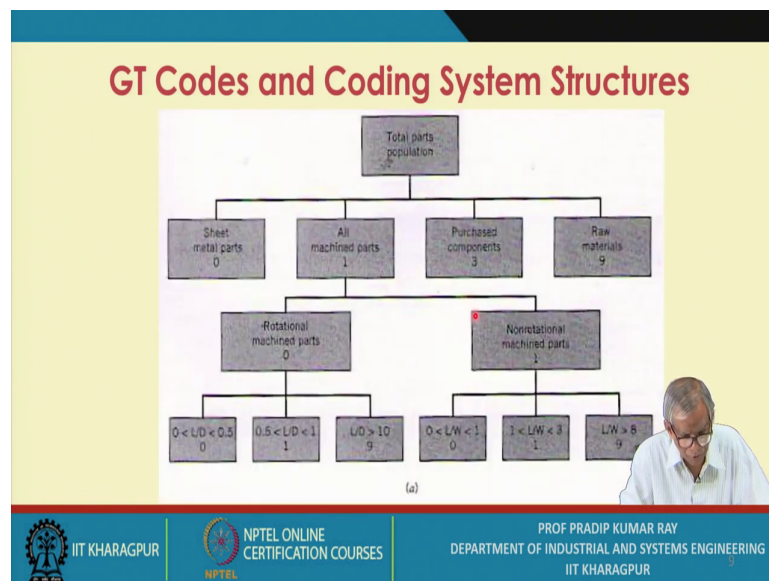 GT Codes and Coding System Structures
Total parts
population
Sheet
metal parts
0
All
machined parts
1
Purchased
components
3
Raw
materials
9
Rotational
machined parts
0
Nonrotational
machined parts
1
0 < L/D < 0.5
0
0.5 < L/D < 1
1
L/D > 10
9
0 < L/W < 1
0
1 < L/W < 3
1
L/W > 8
9
(a)
IIT KHARAGPUR
NPTEL
NPTEL ONLINE
CERTIFICATION COURSES
PROF PRADIP KUMAR RAY
DEPARTMENT OF INDUSTRIAL AND SYSTEMS ENGINEERING
IIT KHARAGPUR
9